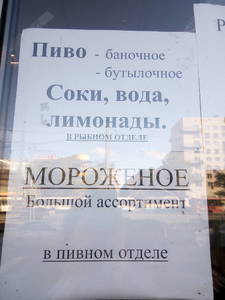 Пиво - баночное
- бутылочное
Соки, вода,
лимонады.
В РЫБНОМ ОТДЕЛЕ
МОРОЖЕНОЕ
Большой ассортимент
в пивном отделе
Р